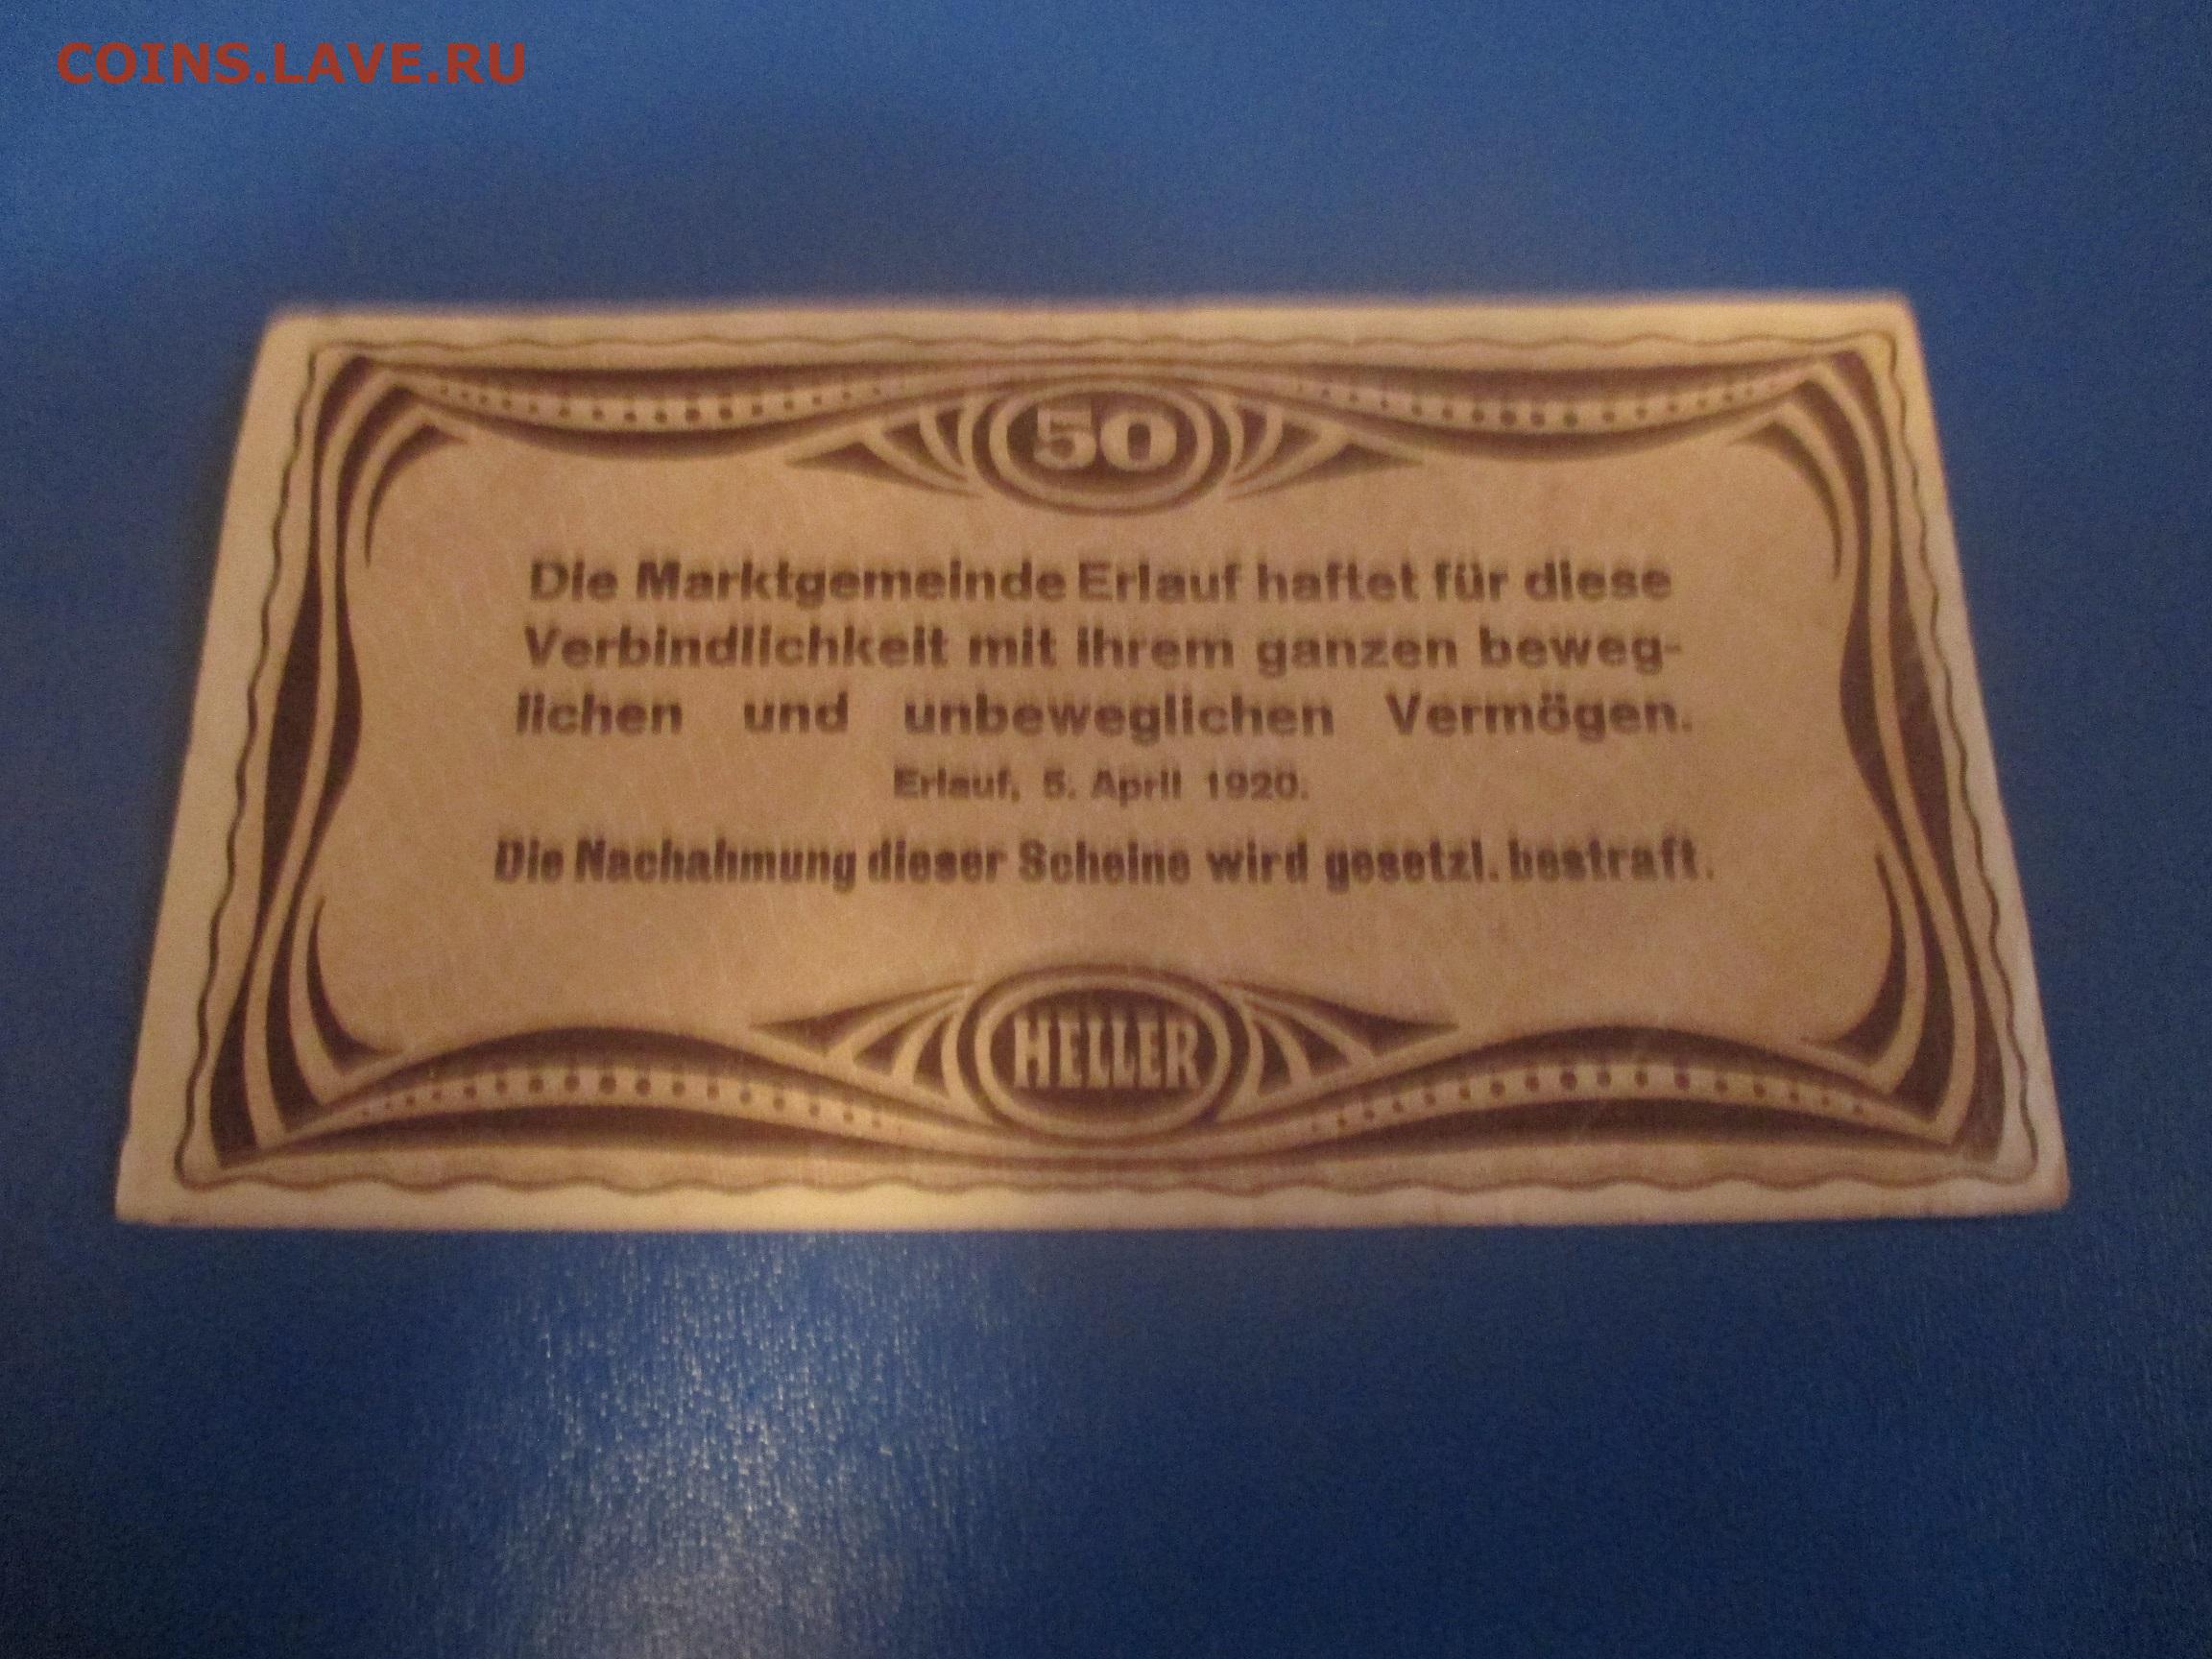 COINS.LAVE.RU
50
Die Marktgemeinde Erlauf haftet für diese
Verbindlichkeit mit ihrem ganzen beweg-
lichen und unbeweglichen Vermögen.
Erlauf, 5. April 1920.
Die Nachahmung dieser Scheine wird gesetzl. bestraft.
HELLER